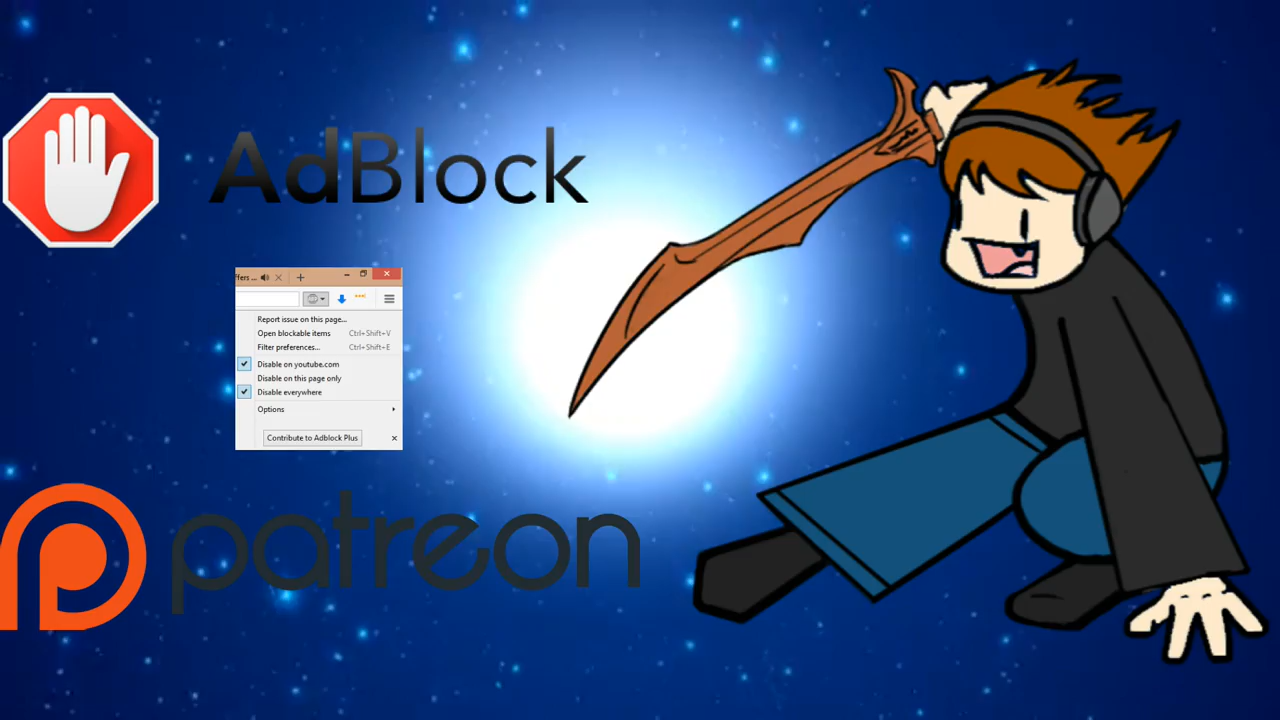 AdBlock
ffers ...
Report issue on this page...
Open blockable items Ctrl+Shift+V
Filter preferences... Ctrl+Shift+E
Disable on youtube.com
Disable on this page only
Disable everywhere
Options
Contribute to Adblock Plus
patreon